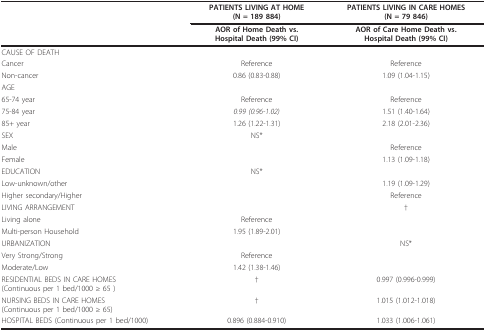 PATIENTS LIVING AT HOME PATIENTS LIVING IN CARE HOMES
(N = 189 884) (N = 79 846)
AOR of Home Death vs. AOR of Care Home Death vs.
Hospital Death (99% CI) Hospital Death (99% CI)
CAUSE OF DEATH
Cancer Reference Reference
Non-cancer 0.86 (0.83-0.88) 1.09 (1.04-1.15)
AGE
65-74 year Reference Reference
75-84 year 0.99 (0.96-1.02) 1.51 (1.40-1.64)
85+ year 1.26 (1.22-1.31) 2.18 (2.01-2.36)
SEX NS*
Male Reference
Female 1.13 (1.09-1.18)
EDUCATION NS*
Low-unknown/other 1.19 (1.09-1.29)
Higher secondary/Higher Reference
LIVING ARRANGEMENT †
Living alone Reference
Multi-person Household 1.95 (1.89-2.01)
URBANIZATION NS*
Very Strong/Strong Reference
Moderate/Low 1.42 (1.38-1.46)
RESIDENTIAL BEDS IN CARE HOMES † 0.997 (0.996-0.999)
(Continuous per 1 bed/1000 ≥ 65 )
NURSING BEDS IN CARE HOMES † 1.015 (1.012-1.018)
(Continuous per 1 bed/1000 ≥ 65)
HOSPITAL BEDS (Continuous per 1 bed/1000) 0.896 (0.884-0.910) 1.033 (1.006-1.061)